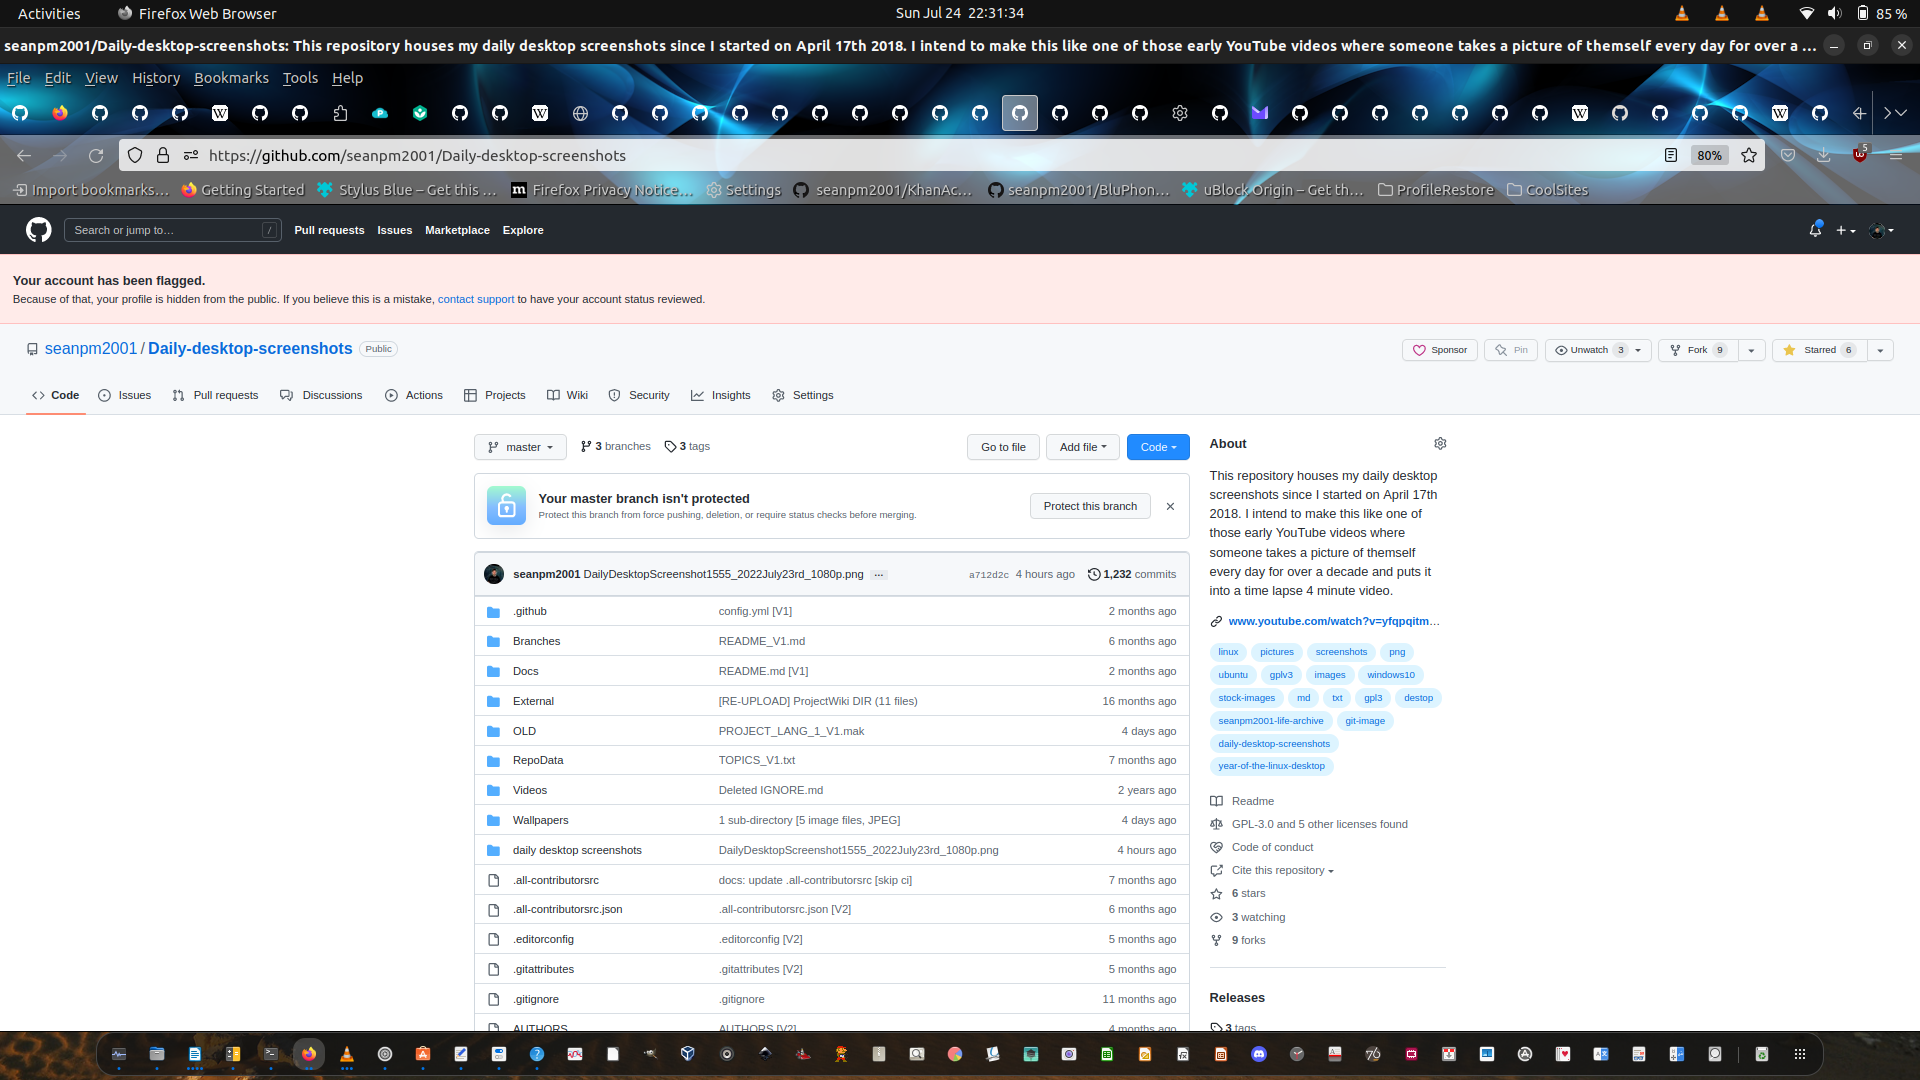 Activities Firefox Web Browser Sun Jul 24 22:31:34 85 %
seanpm2001/Daily-desktop-screenshots: This repository houses my daily desktop screenshots since I started on April 17th 2018. I intend to make this like one of those early YouTube videos where someone takes a picture of themself every day for over a ...
File Edit View History Bookmarks Tools Help
https://github.com/seanpm2001/Daily-desktop-screenshots 80% 5
Import bookmarks... Getting Started Stylus Blue – Get this ... Firefox Privacy Notice... Settings seanpm2001/KhanAc... seanpm2001/BluPhon... uBlock Origin – Get th... ProfileRestore CoolSites
Search or jump to... / Pull requests Issues Marketplace Explore
Your account has been flagged.
Because of that, your profile is hidden from the public. If you believe this is a mistake, contact support to have your account status reviewed.
seanpm2001 / Daily-desktop-screenshots Public Sponsor Pin Unwatch 3 Fork 9 Starred 6
Code Issues Pull requests Discussions Actions Projects Wiki Security Insights Settings
master 3 branches 3 tags Go to file Add file Code
Your master branch isn't protected
Protect this branch from force pushing, deletion, or require status checks before merging.
Protect this branch
seanpm2001 DailyDesktopScreenshot1555_2022July23rd_1080p.png ... a712d2c 4 hours ago 1,232 commits
.github config.yml [V1] 2 months ago
Branches README_V1.md 6 months ago
Docs README.md [V1] 2 months ago
External [RE-UPLOAD] ProjectWiki DIR (11 files) 16 months ago
OLD PROJECT_LANG_1_V1.mak 4 days ago
RepoData TOPICS_V1.txt 7 months ago
Videos Deleted IGNORE.md 2 years ago
Wallpapers 1 sub-directory [5 image files, JPEG] 4 days ago
daily desktop screenshots DailyDesktopScreenshot1555_2022July23rd_1080p.png 4 hours ago
.all-contributorsrc docs: update .all-contributorsrc [skip ci] 7 months ago
.all-contributorsrc.json .all-contributorsrc.json [V2] 6 months ago
.editorconfig .editorconfig [V2] 5 months ago
.gitattributes .gitattributes [V2] 5 months ago
.gitignore .gitignore 11 months ago
AUTHORS AUTHORS [V2] 4 months ago
About
This repository houses my daily desktop
screenshots since I started on April 17th
2018. I intend to make this like one of
those early YouTube videos where
someone takes a picture of themself
every day for over a decade and puts it
into a time lapse 4 minute video.
www.youtube.com/watch?v=yfqpqitm...
linux pictures screenshots png
ubuntu gplv3 images windows10
stock-images md txt gpl3 destop
seanpm2001-life-archive git-image
daily-desktop-screenshots
year-of-the-linux-desktop
Readme
GPL-3.0 and 5 other licenses found
Code of conduct
Cite this repository
6 stars
3 watching
9 forks
Releases
3 tags